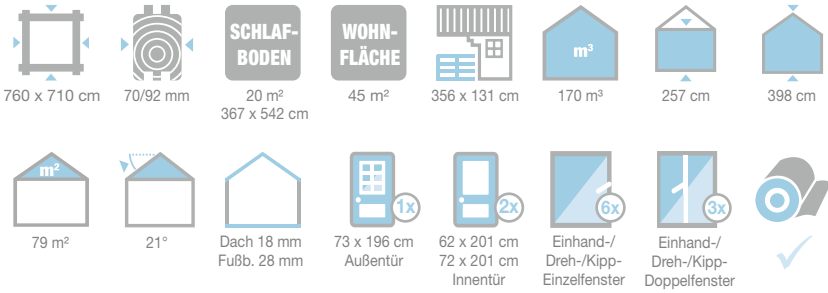 SCHLAF-
BODEN
WOHN-
FLÄCHE
m³
760 x 710 cm
70/92 mm
20 m²
367 x 542 cm
45 m²
356 x 131 cm
170 m³
257 cm
398 cm
m²
1x
2x
6x
3x
79 m²
21°
Dach 18 mm
Fußb. 28 mm
73 x 196 cm
Außentür
62 x 201 cm
72 x 201 cm
Innentür
Einhand-/
Dreh-/Kipp-
Einzelfenster
Einhand-/
Dreh-/Kipp-
Doppelfenster